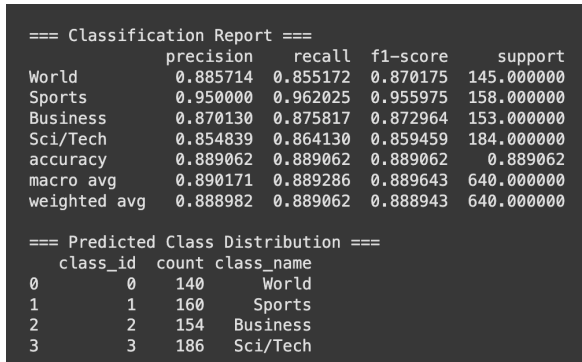 === Classification Report ===
precision recall f1-score support
World 0.885714 0.855172 0.870175 145.000000
Sports 0.950000 0.962025 0.955975 158.000000
Business 0.870130 0.875817 0.872964 153.000000
Sci/Tech 0.854839 0.864130 0.859459 184.000000
accuracy 0.889062 0.889062 0.889062 0.889062
macro avg 0.890171 0.889286 0.889643 640.000000
weighted avg 0.888982 0.889062 0.888943 640.000000
=== Predicted Class Distribution ===
class_id count class_name
0 0 140 World
1 1 160 Sports
2 2 154 Business
3 3 186 Sci/Tech